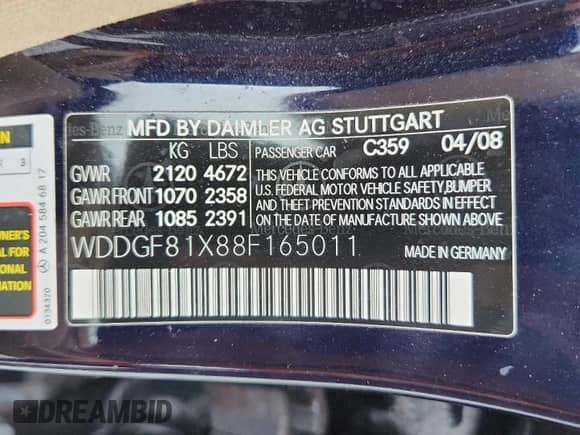 MFD BY DAIMLER AG STUTTGART
KG LBS
PASSENGER CAR C359 04/08
GVWR 2120 4672
GAWR FRONT 1070 2358
GAWR REAR 1085 2391
THIS VEHICLE CONFORMS TO ALL APPLICABLE
U.S. FEDERAL MOTOR VEHICLE SAFETY, BUMPER
AND THEFT PREVENTION STANDARDS IN EFFECT
ON THE DATE OF MANUFACTURE SHOWN ABOVE.
WDDGF81X88F165011
MADE IN GERMANY
A 204 584 68 17
0134370
3
DREAMBID